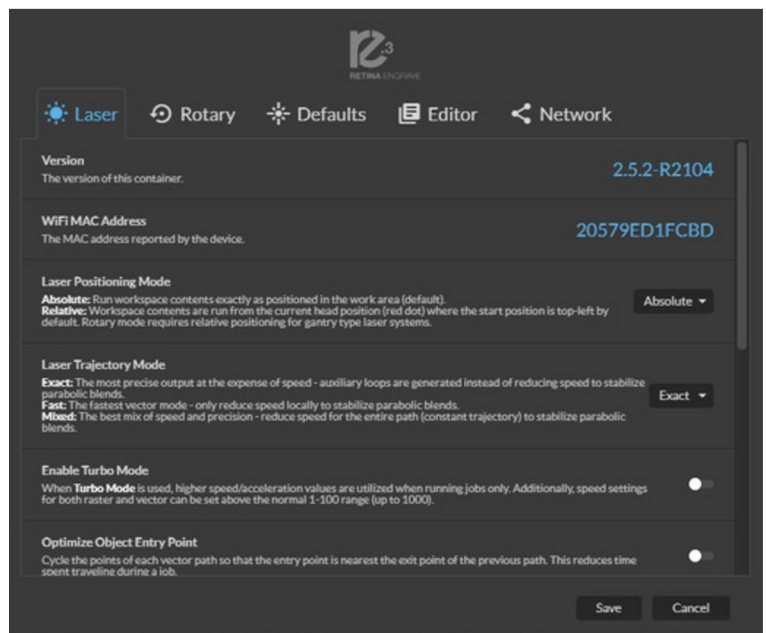 .3
RETINA ENGRAVE
Laser Rotary Defaults Editor Network
Version
The version of this container.
2.5.2-R2104
WiFi MAC Address
The MAC address reported by the device.
20579ED1FCBD
Laser Positioning Mode
Absolute: Run workspace contents exactly as positioned in the work area (default).
Relative: Workspace contents are run from the current head position (red dot) where the start position is top-left by
default. Rotary mode requires relative positioning for gantry type laser systems.
Absolute
Laser Trajectory Mode
Exact: The most precise output at the expense of speed - auxiliary loops are generated instead of reducing speed to stabilize
parabolic blends.
Fast: The fastest vector mode - only reduce speed locally to stabilize parabolic blends.
Mixed: The best mix of speed and precision - reduce speed for the entire path (constant trajectory) to stabilize parabolic
blends.
Exact
Enable Turbo Mode
When Turbo Mode is used, higher speed/acceleration values are utilized when running jobs only. Additionally, speed settings
for both raster and vector can be set above the normal 1-100 range (up to 1000).
Optimize Object Entry Point
Cycle the points of each vector path so that the entry point is nearest the exit point of the previous path. This reduces time
spent traveling during a job.
Save Cancel